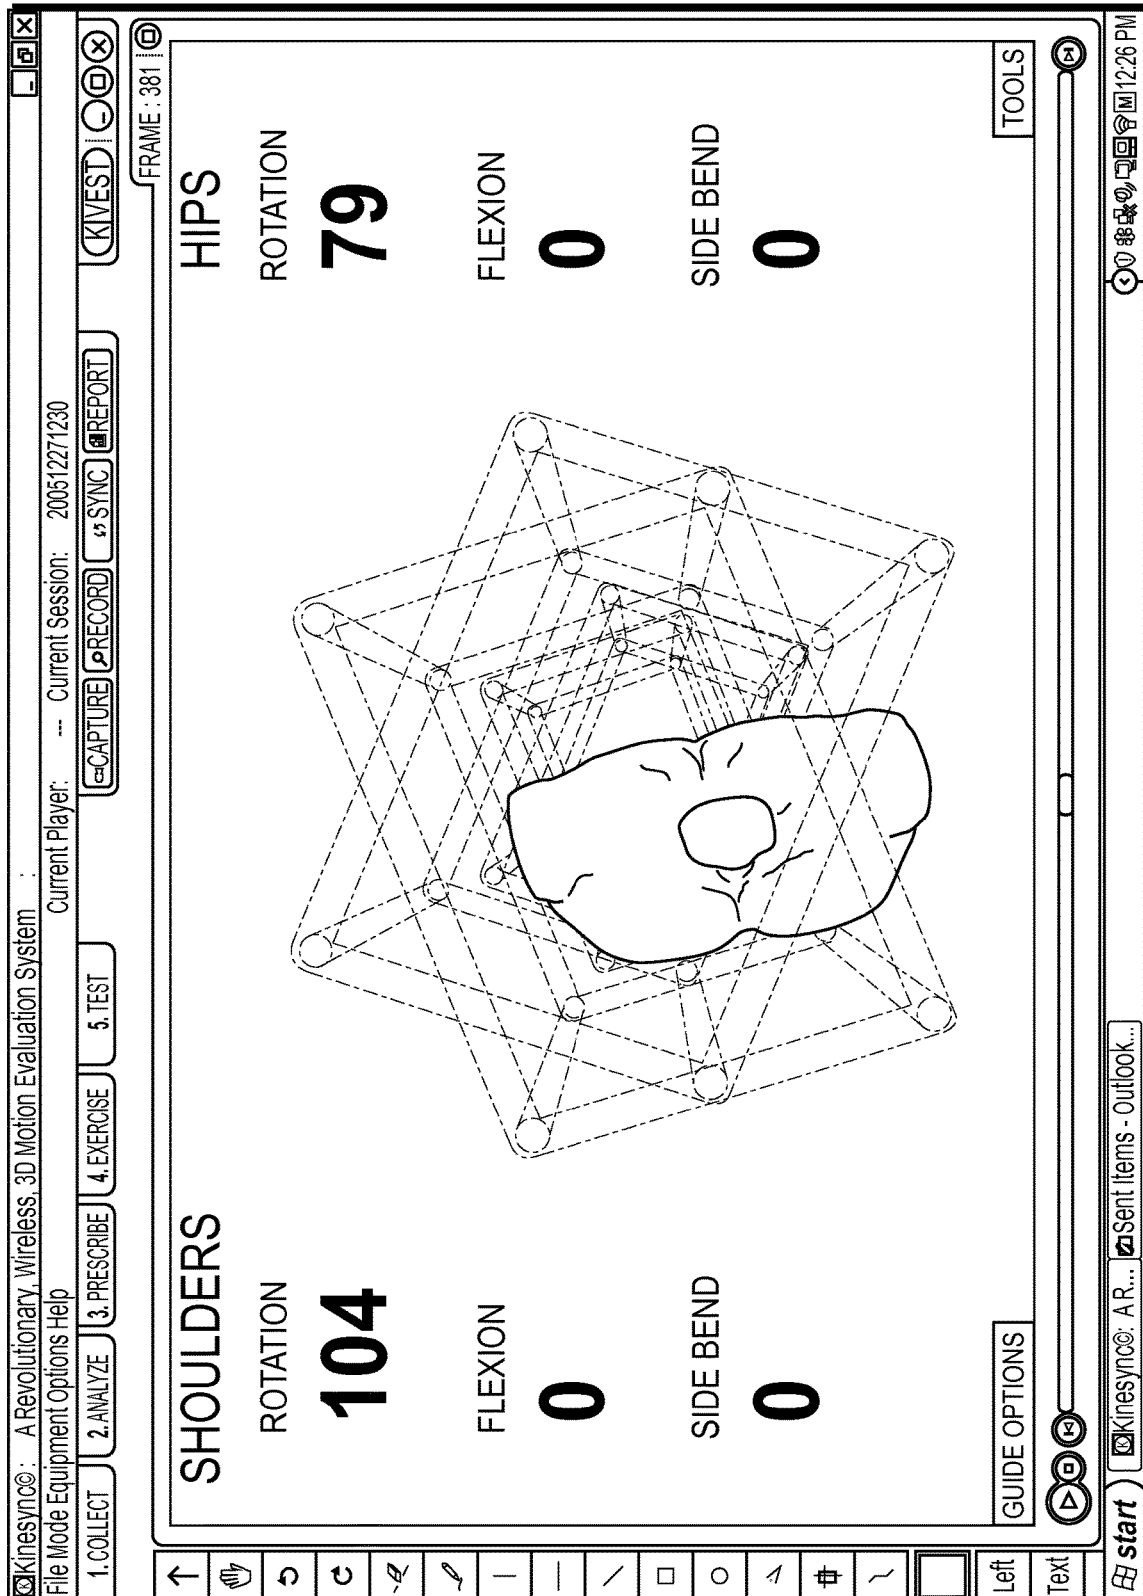 Kinesync©: A Revolutionary, Wireless, 3D Motion Evaluation System :
File Mode Equipment Options Help
Current Player: --- Current Session: 200512271230
1.COLLECT 2.ANALYZE 3.PRESCRIBE 4.EXERCISE 5.TEST CAPTURE RECORD SYNC REPORT K VEST
FRAME : 381
SHOULDERS
ROTATION
104
FLEXION
0
SIDE BEND
0
HIPS
ROTATION
79
FLEXION
0
SIDE BEND
0
GUIDE OPTIONS
TOOLS
Left
Text
start Kinesync©: A R... Sent Items - Outlook... 12:26 PM